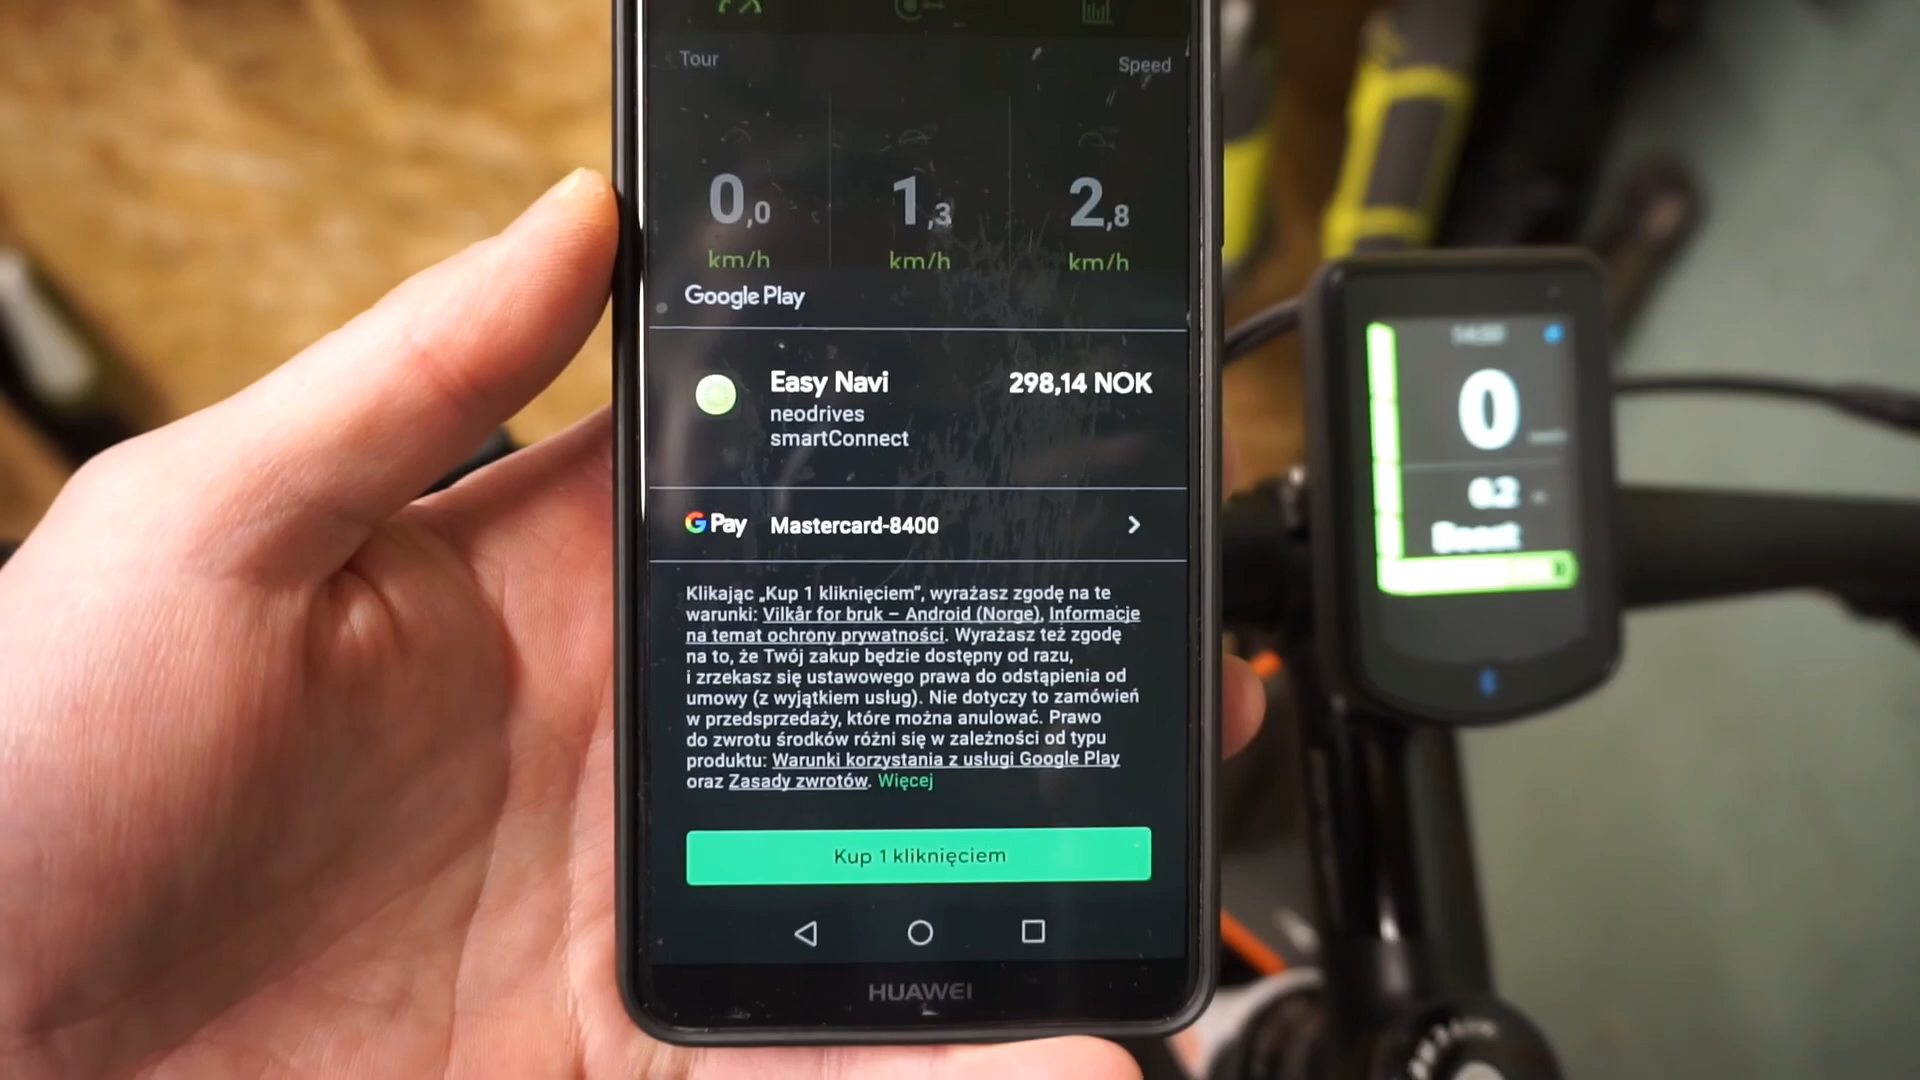 Tour
Speed
0,0
1,3
2,8
km/h
km/h
km/h
Google Play
Easy Navi
298,14 NOK
neodrives
smartConnect
G Pay
Mastercard-8400
Klikając „Kup 1 kliknięciem”, wyrażasz zgodę na te
warunki: Vilkår for bruk – Android (Norge), Informacje
na temat ochrony prywatności. Wyrażasz też zgodę
na to, że Twój zakup będzie dostępny od razu,
i zrzekasz się ustawowego prawa do odstąpienia od
umowy (z wyjątkiem usług). Nie dotyczy to zamówień
w przedsprzedaży, które można anulować. Prawo
do zwrotu środków różni się w zależności od typu
produktu: Warunki korzystania z usługi Google Play
oraz Zasady zwrotów. Więcej
Kup 1 kliknięciem
HUAWEI
0
0.2
Boost